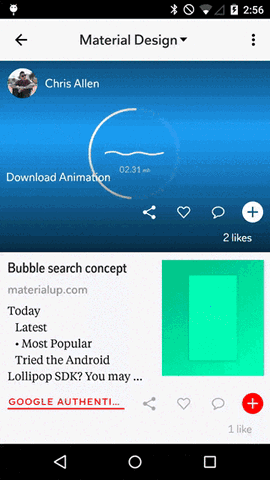 2:56
Material Design
Chris Allen
02.31 mb
Download Animation
2 likes
Bubble search concept
materialup.com
Today
Latest
• Most Popular
Tried the Android
Lollipop SDK? You may ...
GOOGLE AUTHENTI...
1 like